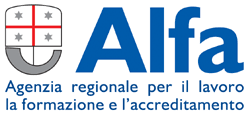 Alfa
Agenzia regionale per il lavoro
la formazione e l'accreditamento